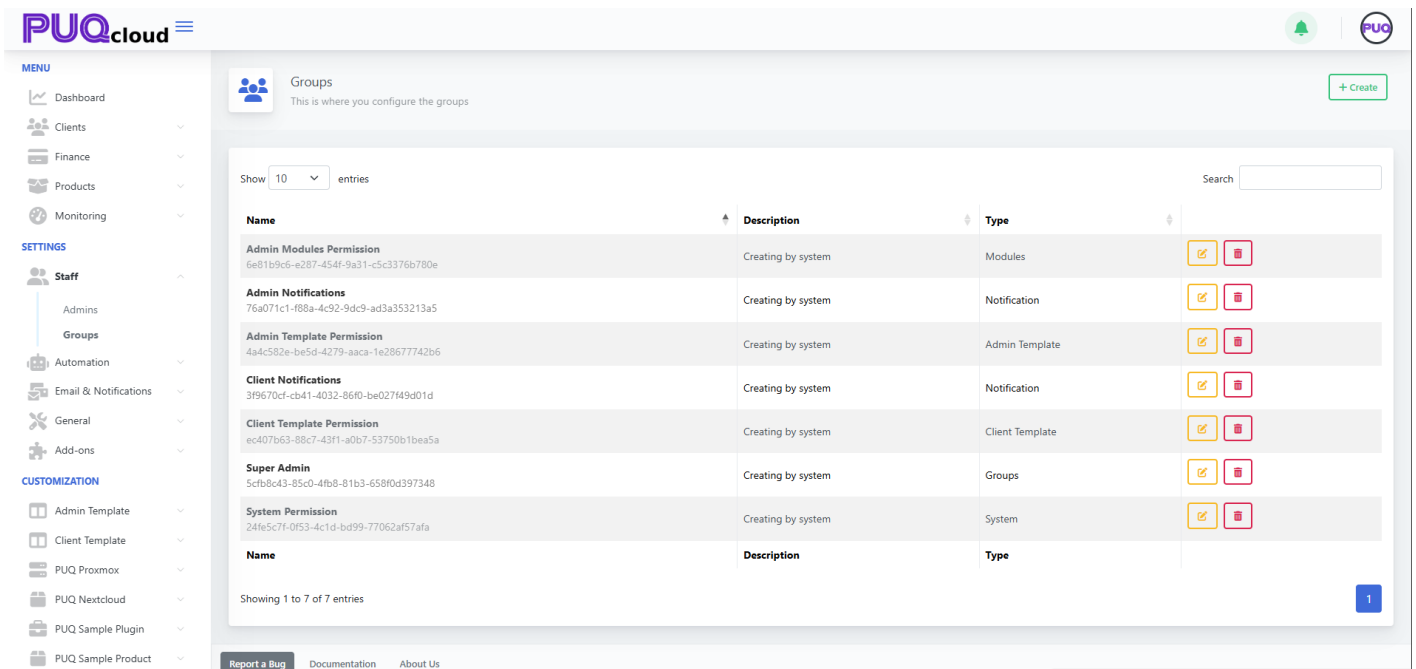 PUQcloud
PUQ
MENU
Dashboard
Clients
Finance
Products
Monitoring
SETTINGS
Staff
Admins
Groups
Automation
Email & Notifications
General
Add-ons
CUSTOMIZATION
Admin Template
Client Template
PUQ Proxmox
PUQ Nextcloud
PUQ Sample Plugin
PUQ Sample Product
Groups
This is where you configure the groups
+ Create
Show 10 entries
Search
Name Description Type
Admin Modules Permission
6e81b9c6-e287-454f-9a31-c5c3376b780e
Creating by system Modules
Admin Notifications
76a071c1-f88a-4c92-9dc9-ad3a353213a5
Creating by system Notification
Admin Template Permission
4a4c582e-be5d-4279-aaca-1e28677742b6
Creating by system Admin Template
Client Notifications
3f9670cf-cb41-4032-86f0-be027f49d01d
Creating by system Notification
Client Template Permission
ec407b63-88c7-43f1-a0b7-53750b1bea5a
Creating by system Client Template
Super Admin
5cfb8c43-85c0-4fb8-81b3-658f0d397348
Creating by system Groups
System Permission
24fe5c7f-0f53-4c1d-bd99-77062af57afa
Creating by system System
Name Description Type
Showing 1 to 7 of 7 entries
1
Report a Bug Documentation About Us